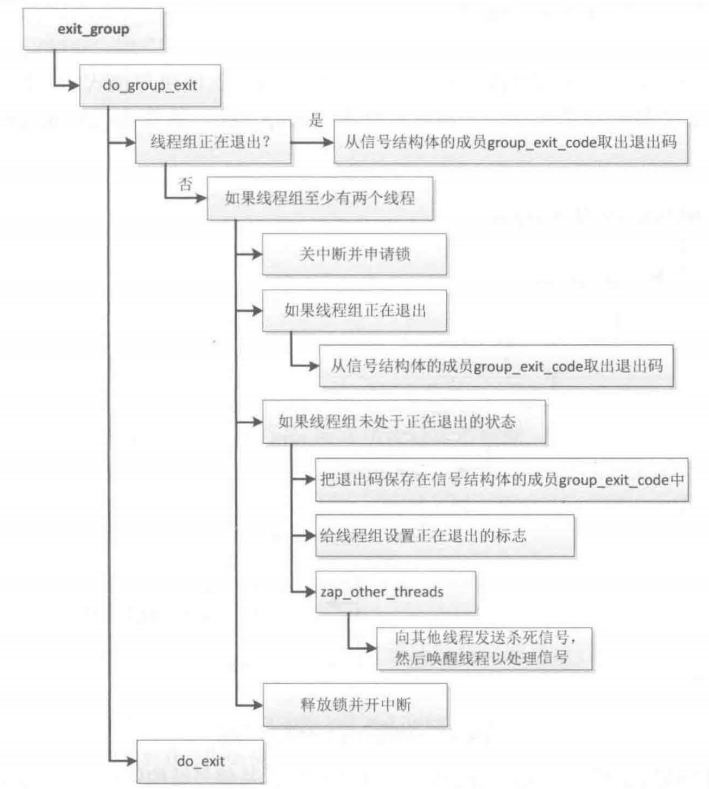 exit_group
do_group_exit
线程组正在退出？
是
从信号结构体的成员group_exit_code取出退出码
否
如果线程组至少有两个线程
关中断并申请锁
如果线程组正在退出
从信号结构体的成员group_exit_code取出退出码
如果线程组未处于正在退出的状态
把退出码保存在信号结构体的成员group_exit_code中
给线程组设置正在退出的标志
zap_other_threads
向其他线程发送杀死信号，
然后唤醒线程以处理信号
释放锁并开中断
do_exit